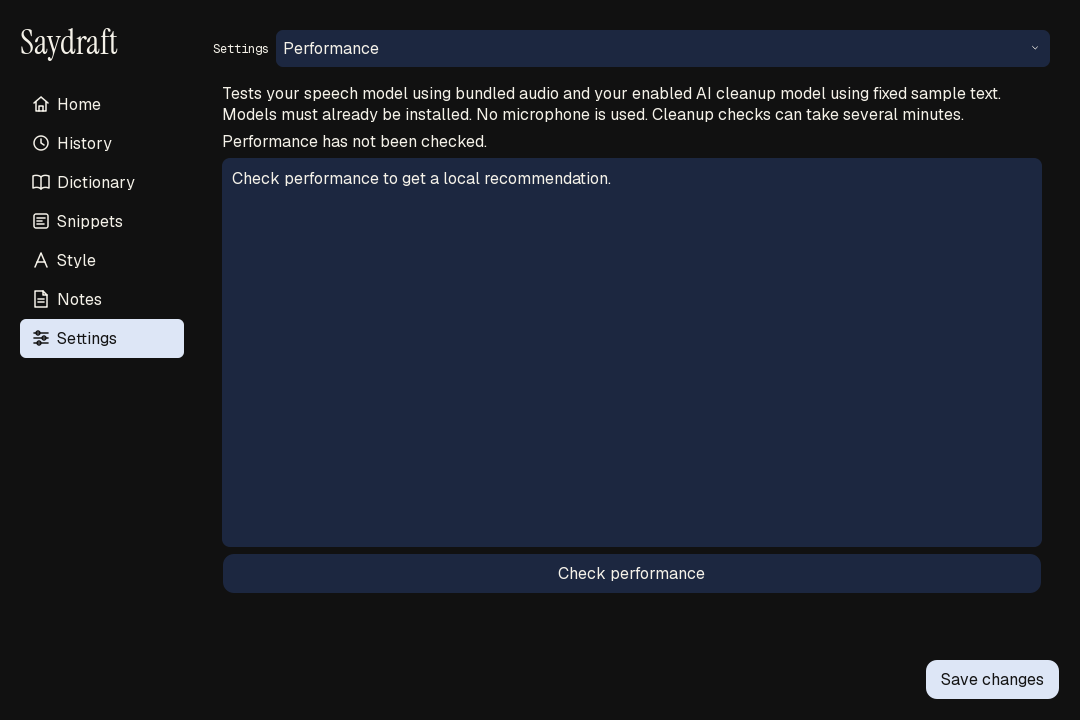 Saydraft
Home
History
Dictionary
Snippets
Style
Notes
Settings
Settings
Performance
Tests your speech model using bundled audio and your enabled AI cleanup model using fixed sample text.
Models must already be installed. No microphone is used. Cleanup checks can take several minutes.
Performance has not been checked.
Check performance to get a local recommendation.
Check performance
Save changes